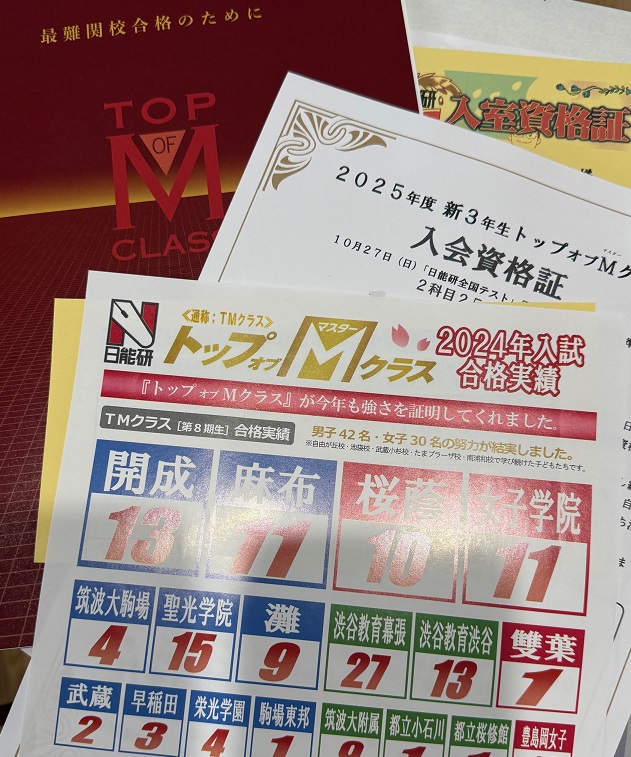 最難関校合格のために
TOP
OF
M
CLASS
研
入室資格証
2025年度 新3年生トップオブMク
マスター
入会資格証
10月27日(日)「日能研全国テスト」
2科目25
N
日能研
≪通称;TMクラス≫
トップオブMクラス
マスター
2024年入試
合格実績
『トップオブMクラス』が今年も強さを証明してくれました。
TMクラス[第8期生]合格実績
男子42名・女子30名の努力が結実しました。
※自由が丘校・池袋校・武蔵小杉校・たまプラーザ校・南浦和校で学び続けた子どもたちです。
開成 麻布 桜蔭 女子学院
13 11 10 11
筑波大駒場 聖光学院 灘 渋谷教育幕張 渋谷教育渋谷 雙葉
4 15 9 27 13 1
武蔵 早稲田 栄光学園 駒場東邦 筑波大附属 都立小石川 都立桜修館 豊島岡女子
2 3 4 1 9 1 1